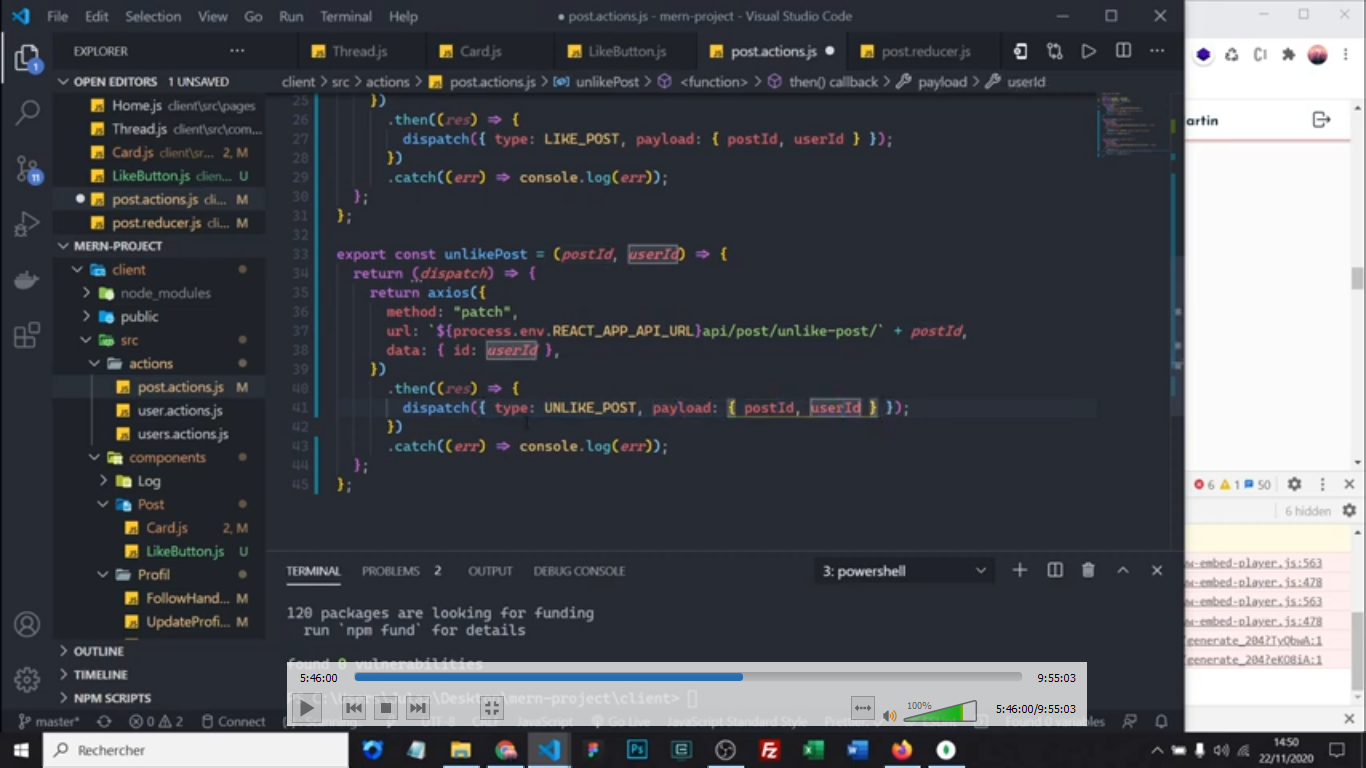 File Edit Selection View Go Run Terminal Help
● post.actions.js - mern-project - Visual Studio Code
EXPLORER
Thread.js Card.js LikeButton.js post.actions.js post.reducer.js
OPEN EDITORS 1 UNSAVED
client > src > actions > post.actions.js > unlikePost > <function> > then() callback > payload > userId
Home.js client\src\pages
Thread.js client\src\com...
Card.js client\sr... 2, M
LikeButton.js clien... U
post.actions.js cli... M
post.reducer.js cli... M
MERN-PROJECT
client
node_modules
public
src
actions
post.actions.js M
user.actions.js
users.actions.js
components
Log
Post
Card.js 2, M
LikeButton.js U
Profil
FollowHand... M
UpdateProfi... M
OUTLINE
TIMELINE
NPM SCRIPTS
25 })
26 .then((res) => {
27 dispatch({ type: LIKE_POST, payload: { postId, userId } });
28 })
29 .catch((err) => console.log(err));
30 };
31 };
32
33 export const unlikePost = (postId, userId) => {
34 return (dispatch) => {
35 return axios({
36 method: "patch",
37 url: `${process.env.REACT_APP_API_URL}api/post/unlike-post/` + postId,
38 data: { id: userId },
39 })
40 .then((res) => {
41 dispatch({ type: UNLIKE_POST, payload: { postId, userId } });
42 })
43 .catch((err) => console.log(err));
44 };
45 };
TERMINAL PROBLEMS 2 OUTPUT DEBUG CONSOLE
3: powershell
120 packages are looking for funding
run `npm fund` for details
found 0 vulnerabilities
mern-project\client>
5:46:00
9:55:03
100%
5:46:00/9:55:03
master*
0 2
Connect
Go Live
JavaScript Standard Style
Found 0 variables
artin
6 1 50
6 hidden
w-embed-player.js:563
w-embed-player.js:478
w-embed-player.js:563
w-embed-player.js:478
generate_204?TyQbwA:1
generate_204?eKO8iA:1
Rechercher
14:50
22/11/2020